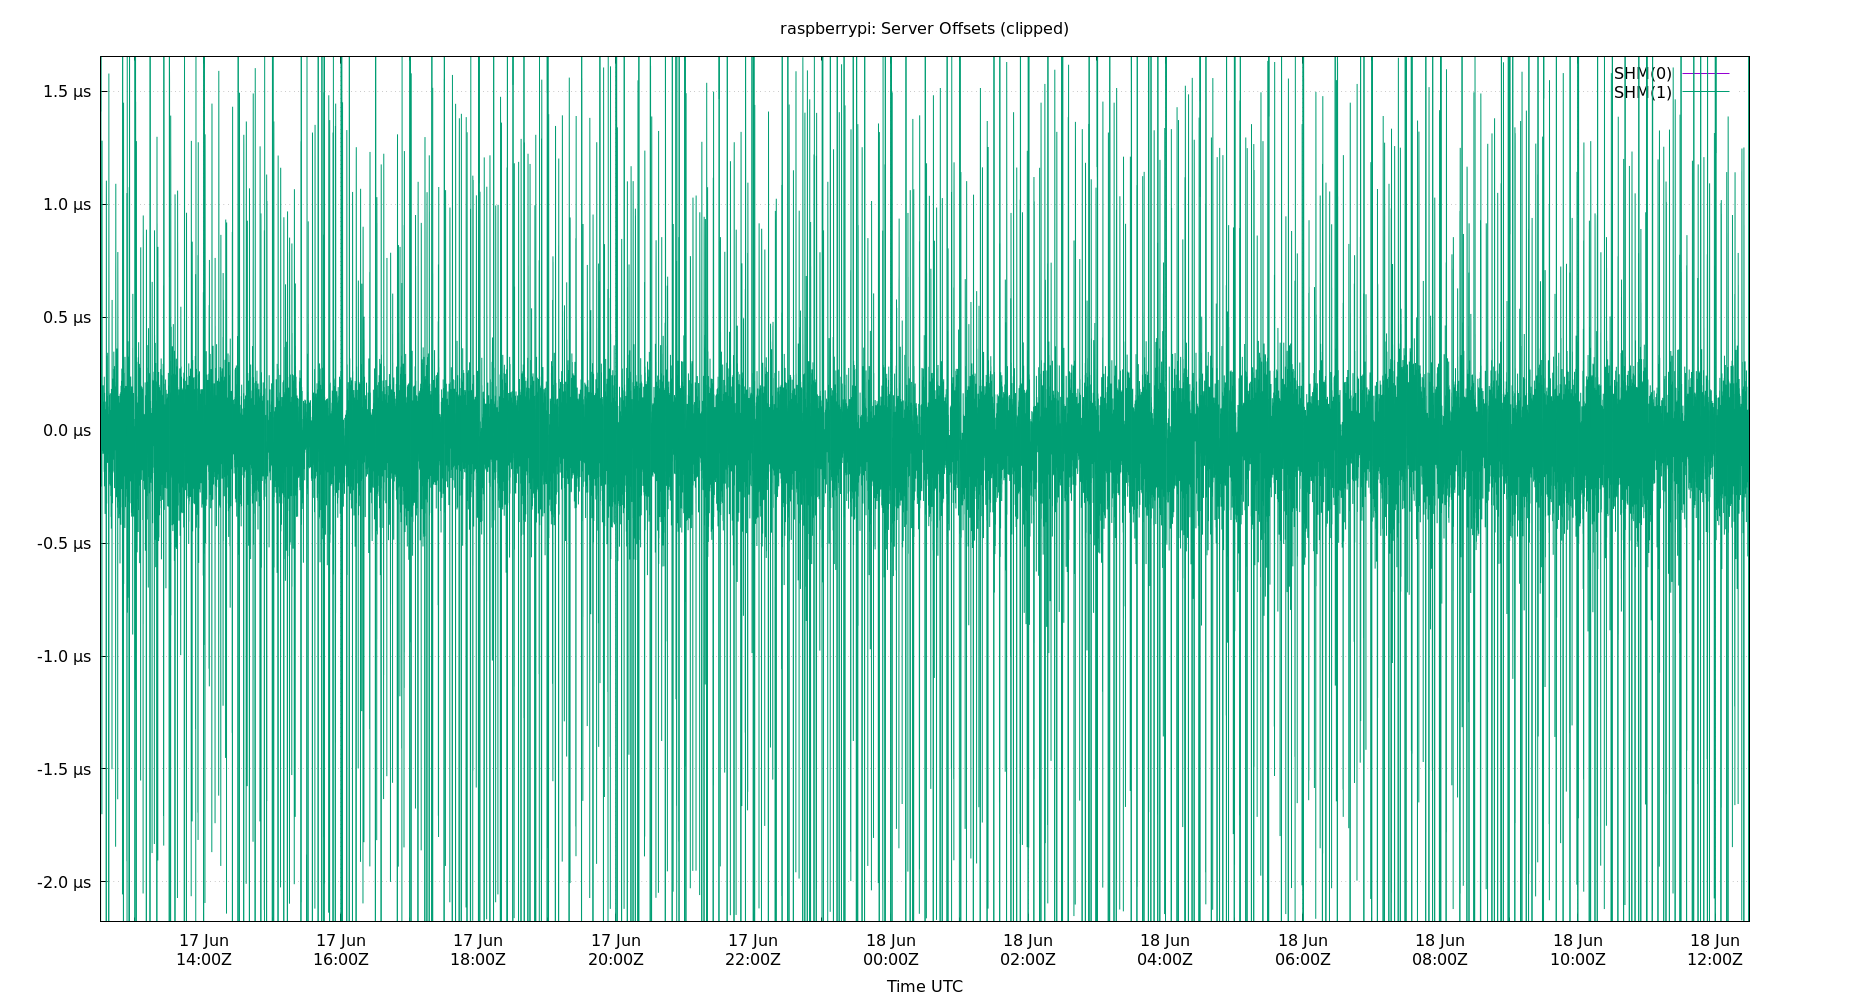 raspberrypi: Server Offsets (clipped)
SHM(0)
SHM(1)
1.5 µs
1.0 µs
0.5 µs
0.0 µs
-0.5 µs
-1.0 µs
-1.5 µs
-2.0 µs
17 Jun 17 Jun 17 Jun 17 Jun 17 Jun 18 Jun 18 Jun 18 Jun 18 Jun 18 Jun 18 Jun 18 Jun
14:00Z 16:00Z 18:00Z 20:00Z 22:00Z 00:00Z 02:00Z 04:00Z 06:00Z 08:00Z 10:00Z 12:00Z
Time UTC